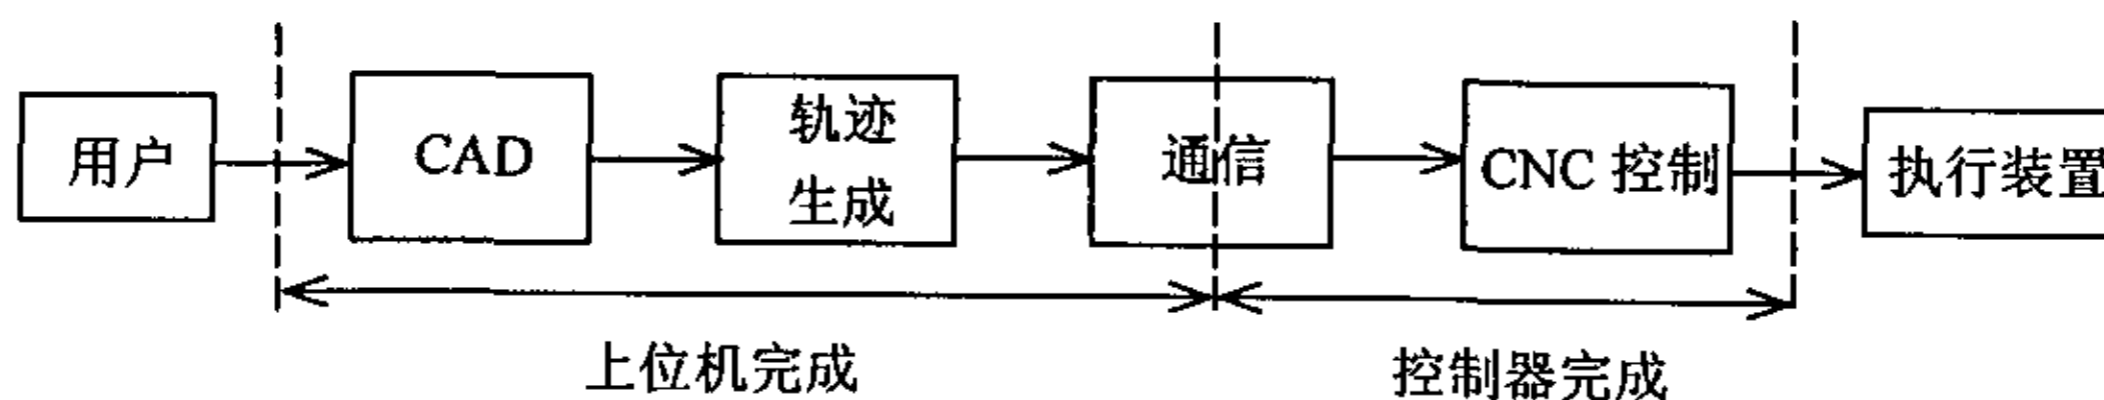 用户
CAD
轨迹
生成
通信
CNC 控制
执行装置
上位机完成
控制器完成